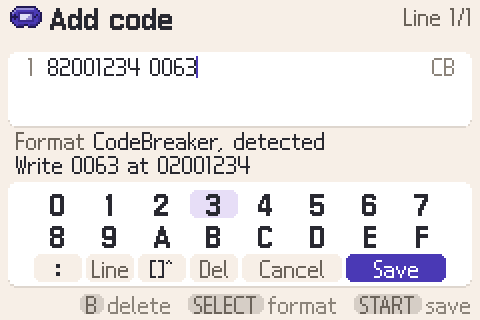 Add code
Line 1/1
1 82001234 0063 CB
Format CodeBreaker, detected
Write 0063 at 02001234
0 1 2 3 4 5 6 7
8 9 A B C D E F
: Line []^ Del Cancel Save
B delete SELECT format START save